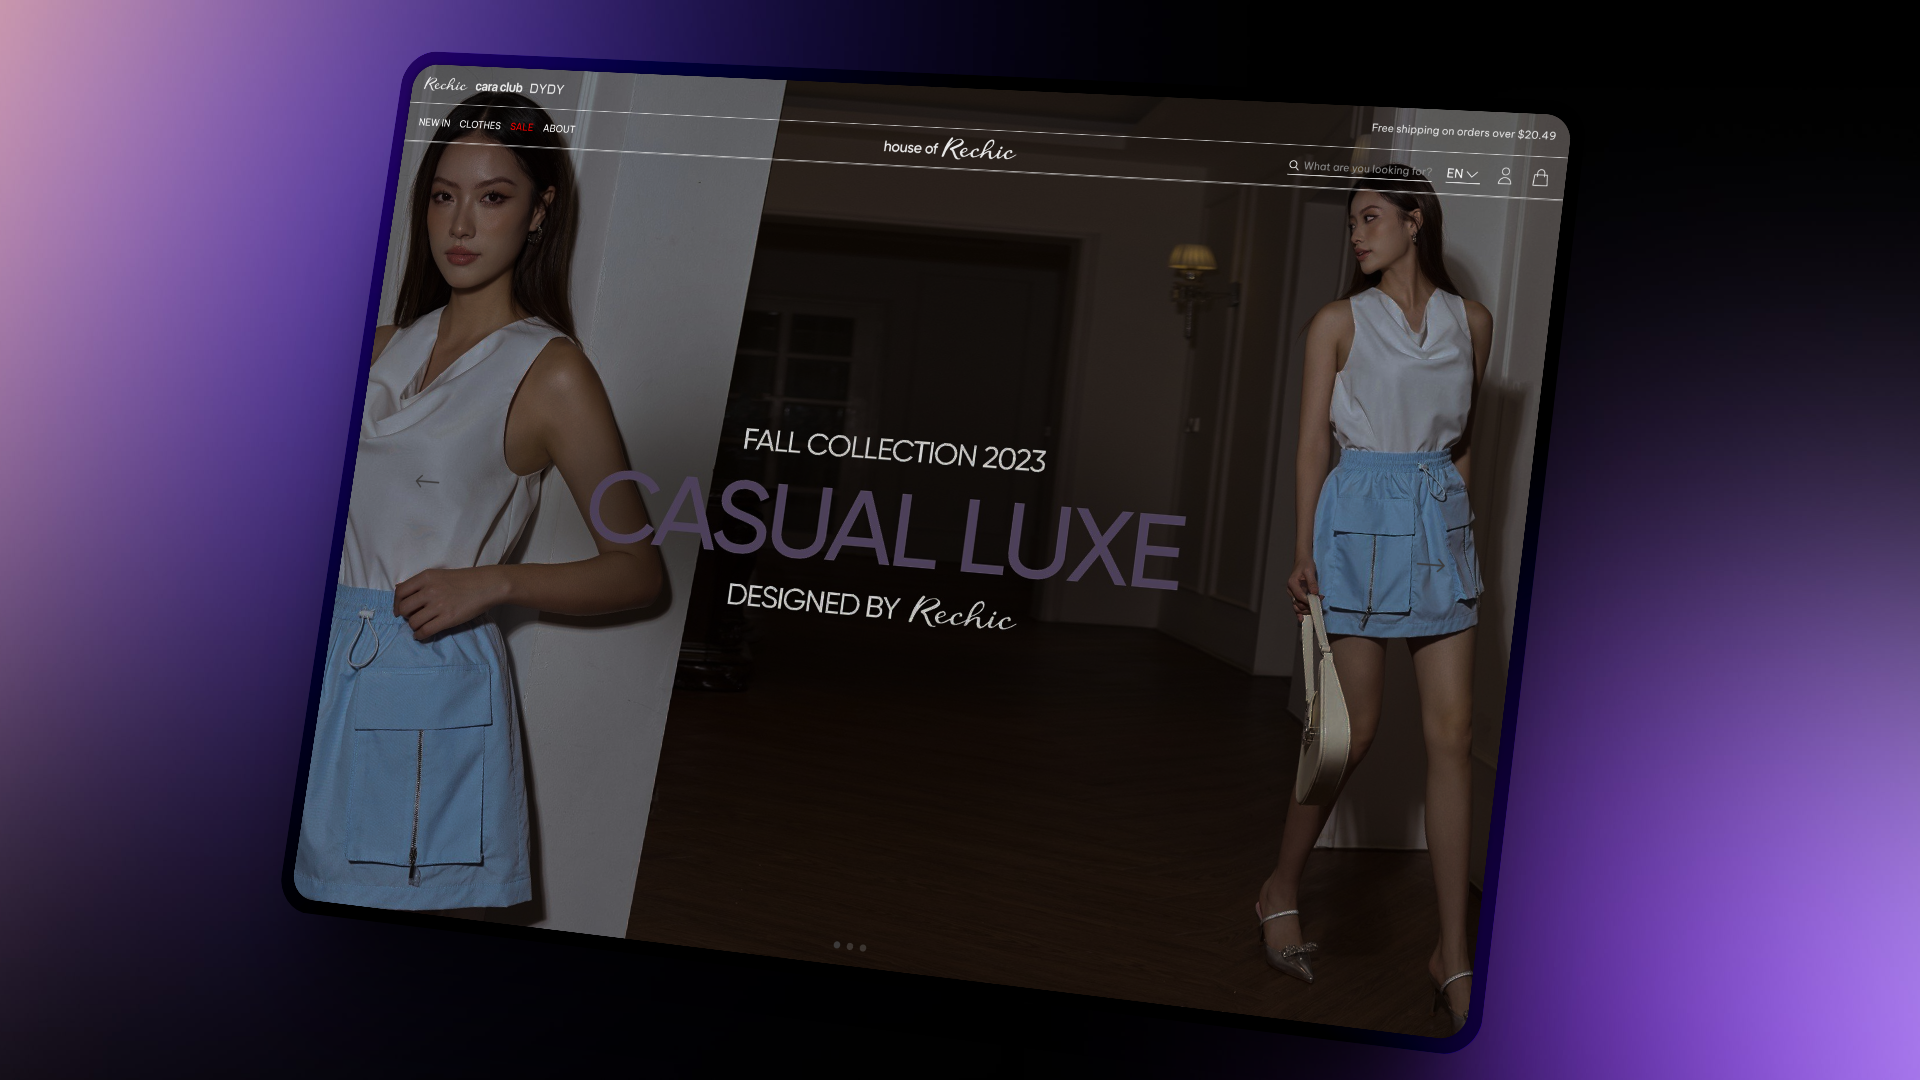 Rechic cara club DYDY
Free shipping on orders over $20.49
NEW IN CLOTHES SALE ABOUT
house of Rechic
What are you looking for?
EN
FALL COLLECTION 2023
CASUAL LUXE
DESIGNED BY Rechic